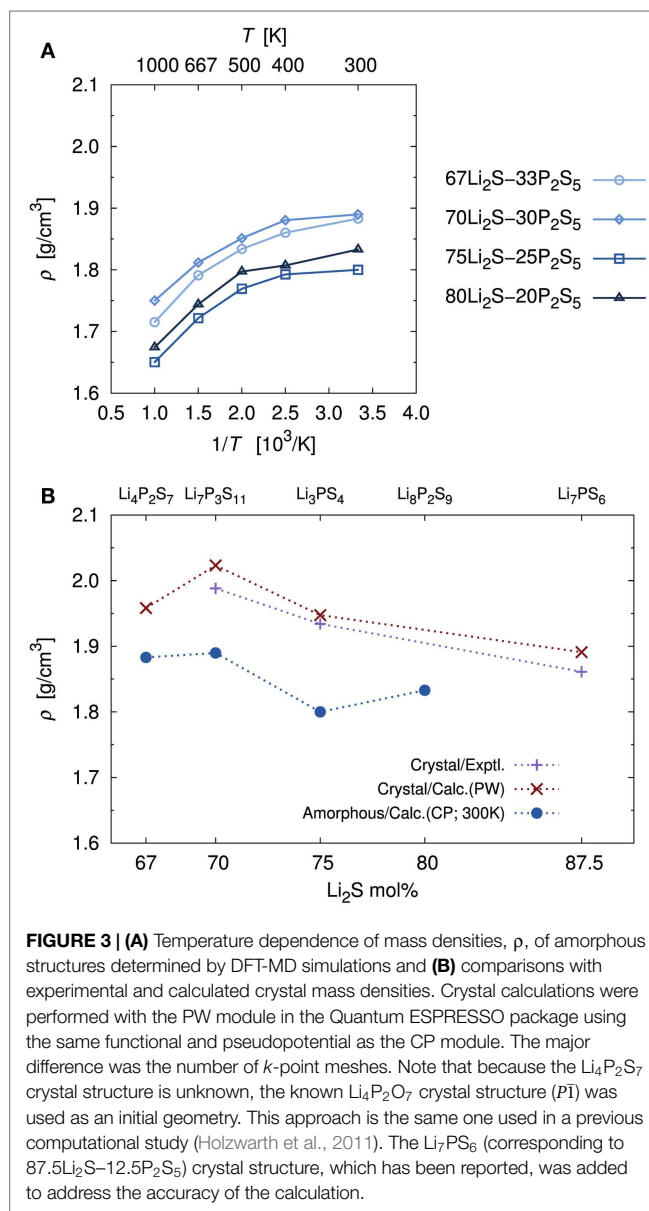 A
T [K]
1000 667 500 400 300
2.1
2.0
1.9
1.8
1.7
1.6
ρ [g/cm³]
0.5 1.0 1.5 2.0 2.5 3.0 3.5 4.0
1/T [10³/K]
67Li₂S–33P₂S₅
70Li₂S–30P₂S₅
75Li₂S–25P₂S₅
80Li₂S–20P₂S₅
B
Li₄P₂S₇ Li₇P₃S₁₁ Li₃PS₄ Li₈P₂S₉ Li₇PS₆
2.1
2.0
1.9
1.8
1.7
1.6
ρ [g/cm³]
Crystal/Exptl.
Crystal/Calc.(PW)
Amorphous/Calc.(CP; 300K)
67 70 75 80 87.5
Li₂S mol%
FIGURE 3 | (A) Temperature dependence of mass densities, ρ, of amorphous
structures determined by DFT-MD simulations and (B) comparisons with
experimental and calculated crystal mass densities. Crystal calculations were
performed with the PW module in the Quantum ESPRESSO package using
the same functional and pseudopotential as the CP module. The major
difference was the number of k-point meshes. Note that because the Li₄P₂S₇
crystal structure is unknown, the known Li₄P₂O₇ crystal structure (P1̅) was
used as an initial geometry. This approach is the same one used in a previous
computational study (Holzwarth et al., 2011). The Li₇PS₆ (corresponding to
87.5Li₂S–12.5P₂S₅) crystal structure, which has been reported, was added
to address the accuracy of the calculation.